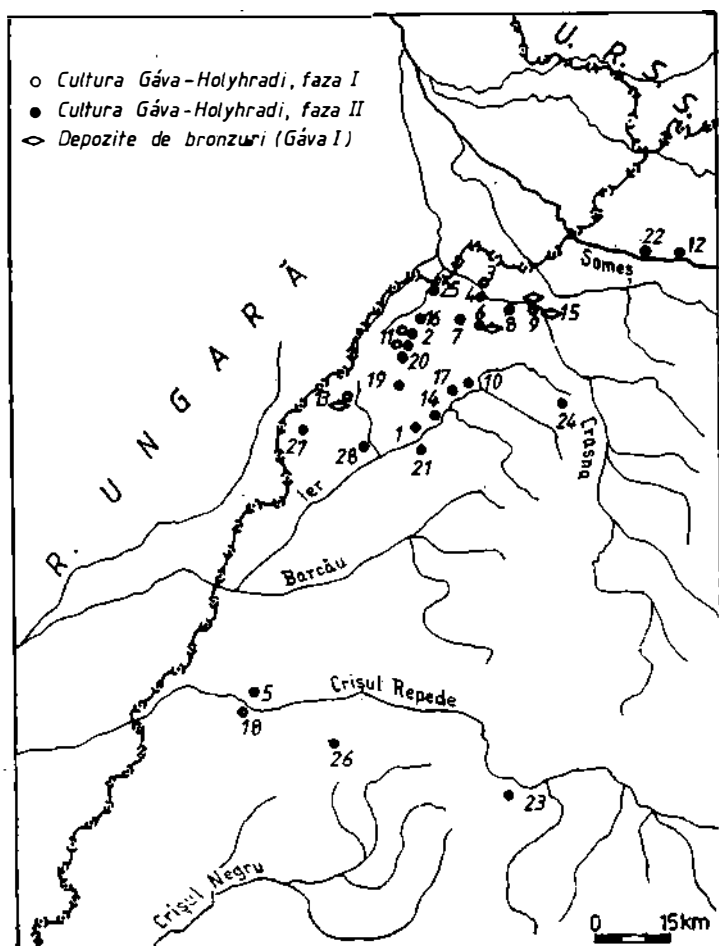 ○ Cultura Gáva-Holyhradi, faza I
● Cultura Gáva-Holyhradi, faza II
Depozite de bronzuri (Gáva I)
U. R. S. S.
R. UNGARĂ
22
12
Someș
3
4
25
16
11
2
7
6
8
9
15
20
19
17
10
13
14
24
27
1
28
21
Crasna
Ier
Barcău
5
18
Crișul Repede
26
23
Crișul Negru
0 15 km